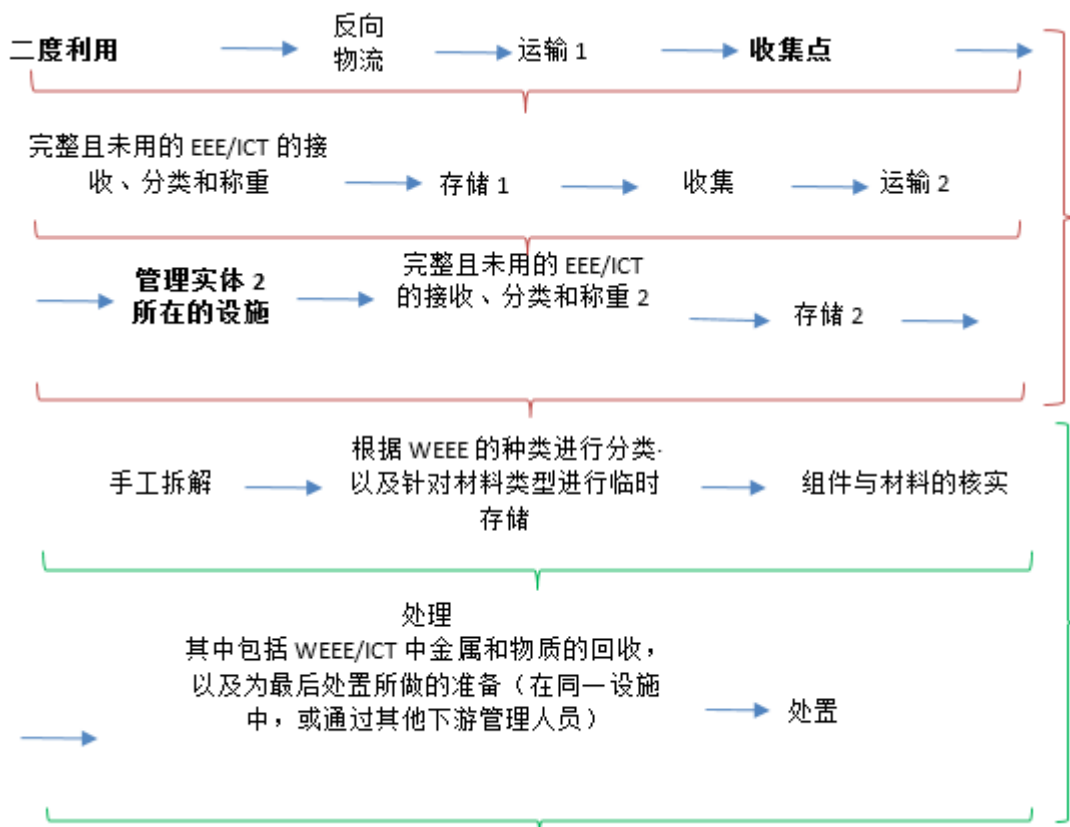 二度利用
反向
物流
运输 1
收集点
完整且未用的 EEE/ICT 的接
收、分类和称重
存储 1
收集
运输 2
管理实体 2
所在的设施
完整且未用的 EEE/ICT
的接收、分类和称重 2
存储 2
手工拆解
根据 WEEE 的种类进行分类·
以及针对材料类型进行临时
存储
组件与材料的核实
处理
其中包括 WEEE/ICT 中金属和物质的回收，
以及为最后处置所做的准备（在同一设施
中，或通过其他下游管理人员）
处置